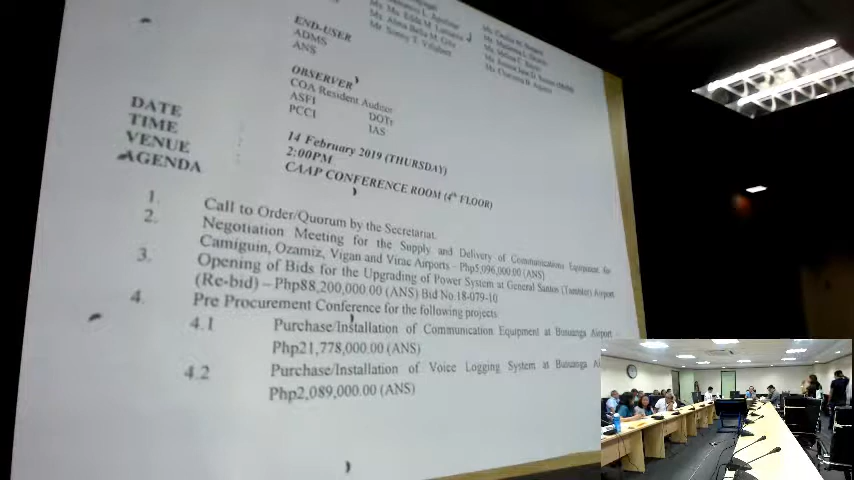 END-USER
ADMS
ANS
OBSERVER
COA Resident Auditor
ASFI DOTr
PCCI IAS
DATE : 14 February 2019 (THURSDAY)
TIME : 2:00PM
VENUE : CAAP CONFERENCE ROOM (4th FLOOR)
AGENDA
1. Call to Order/Quorum by the Secretariat.
2. Negotiation Meeting for the Supply and Delivery of Communications Equipment for
Camiguin, Ozamiz, Vigan and Virac Airports – Php5,096,000.00 (ANS)
3. Opening of Bids for the Upgrading of Power System at General Santos (Tambler) Airport
(Re-bid) – Php88,200,000.00 (ANS) Bid No.18-079-10
4. Pre Procurement Conference for the following projects
4.1 Purchase/Installation of Communication Equipment at Busuanga Airport –
Php21,778,000.00 (ANS)
4.2 Purchase/Installation of Voice Logging System at Busuanga
Php2,089,000.00 (ANS)